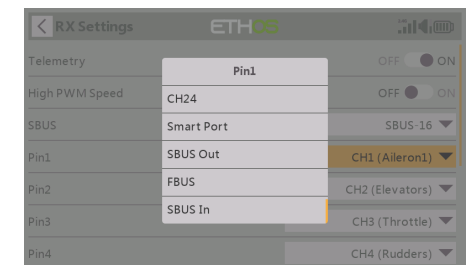 RX Settings ETHOS
Telemetry OFF ON
High PWM Speed OFF ON
SBUS SBUS-16
Pin1 CH1 (Aileron1)
Pin2 CH2 (Elevators)
Pin3 CH3 (Throttle)
Pin4 CH4 (Rudders)
Pin1
CH24
Smart Port
SBUS Out
FBUS
SBUS In